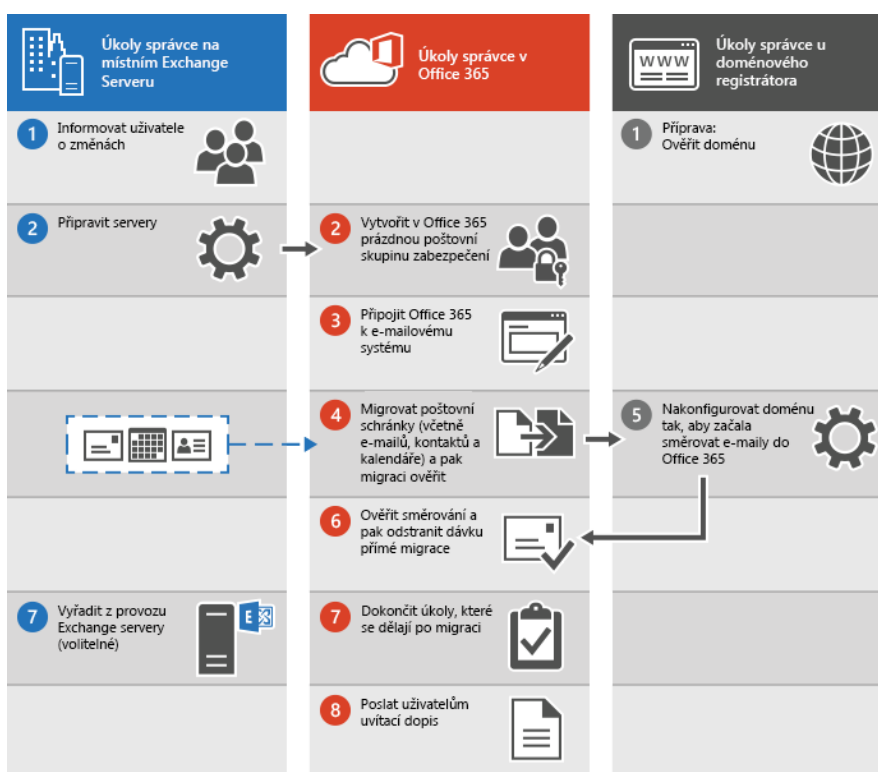 Úkoly správce na
místním Exchange
Serveru
Úkoly správce v
Office 365
WWW
Úkoly správce u
doménového
registrátora
1
Informovat uživatele
o změnách
1
Příprava:
Ověřit doménu
2
Připravit servery
2
Vytvořit v Office 365
prázdnou poštovní
skupinu zabezpečení
3
Připojit Office 365
k e-mailovému
systému
4
Migrovat poštovní
schránky (včetně
e-mailů, kontaktů a
kalendáře) a pak
migraci ověřit
5
Nakonfigurovat doménu
tak, aby začala
směrovat e-maily do
Office 365
6
Ověřit směrování a
pak odstranit dávku
přímé migrace
7
Vyřadit z provozu
Exchange servery
(volitelné)
E
7
Dokončit úkoly, které
se dělají po migraci
8
Poslat uživatelům
uvítací dopis